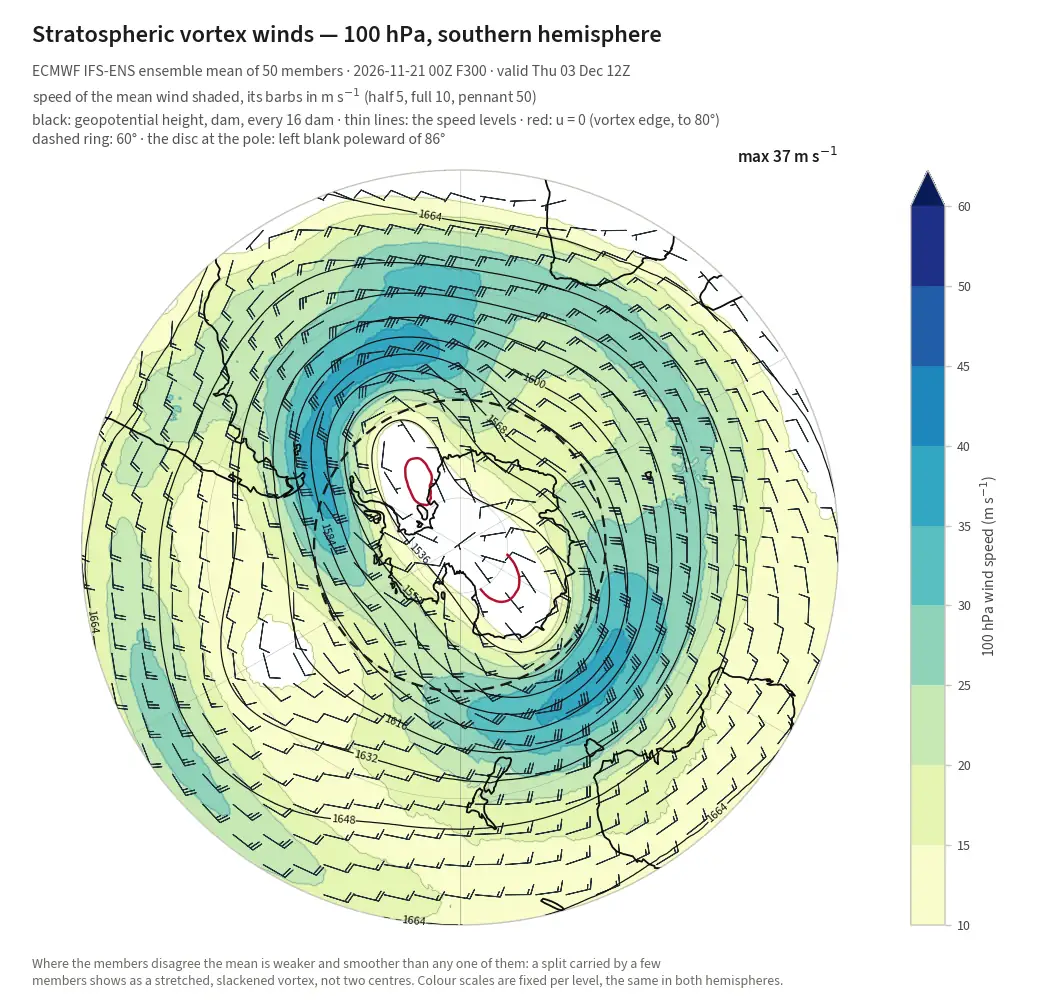 Stratospheric vortex winds — 100 hPa, southern hemisphere
ECMWF IFS-ENS ensemble mean of 50 members · 2026-11-21 00Z F300 · valid Thu 03 Dec 12Z
speed of the mean wind shaded, its barbs in m s⁻¹ (half 5, full 10, pennant 50)
black: geopotential height, dam, every 16 dam · thin lines: the speed levels · red: u = 0 (vortex edge, to 80°)
dashed ring: 60° · the disc at the pole: left blank poleward of 86°
max 37 m s⁻¹
1664
1600
1568
1584
1536
1664
1616
1632
1648
1664
1664
60
50
45
40
35
30
25
20
15
10
100 hPa wind speed (m s⁻¹)
Where the members disagree the mean is weaker and smoother than any one of them: a split carried by a few
members shows as a stretched, slackened vortex, not two centres. Colour scales are fixed per level, the same in both hemispheres.